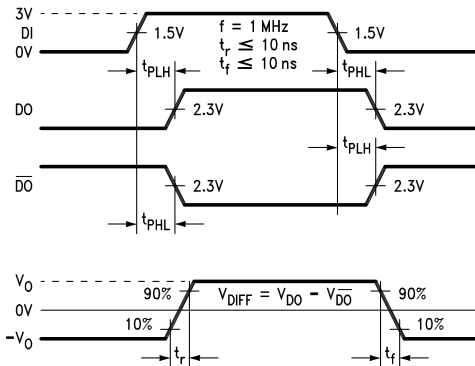 3V
DI
0V
1.5V
f = 1 MHz
tr ≤ 10 ns
tf ≤ 10 ns
1.5V
tPLH
tPHL
DO
2.3V
2.3V
tPLH
D̅O̅
2.3V
2.3V
tPHL
VO
90%
VDIFF = VDO - VD̅O̅
90%
0V
10%
10%
-VO
tr
tf